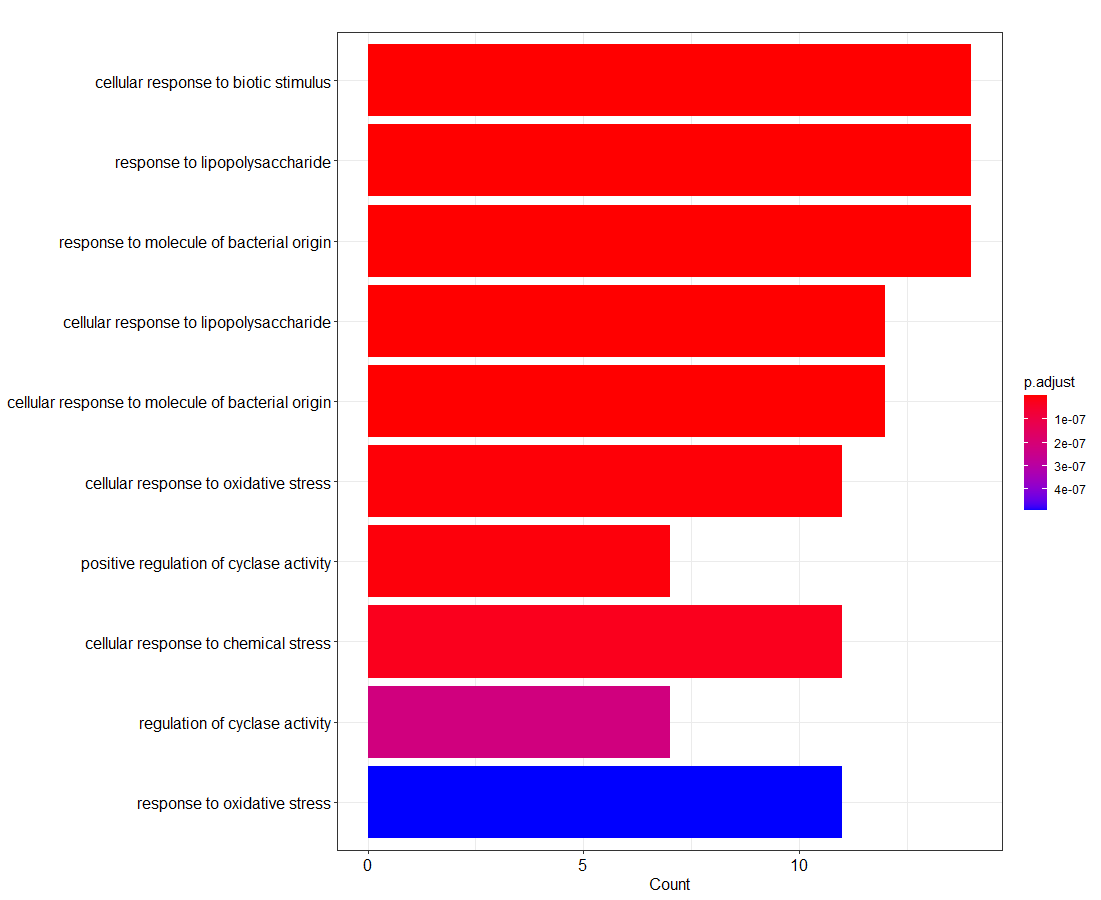 cellular response to biotic stimulus
response to lipopolysaccharide
response to molecule of bacterial origin
cellular response to lipopolysaccharide
cellular response to molecule of bacterial origin
cellular response to oxidative stress
positive regulation of cyclase activity
cellular response to chemical stress
regulation of cyclase activity
response to oxidative stress
0 5 10
Count
p.adjust
1e-07
2e-07
3e-07
4e-07